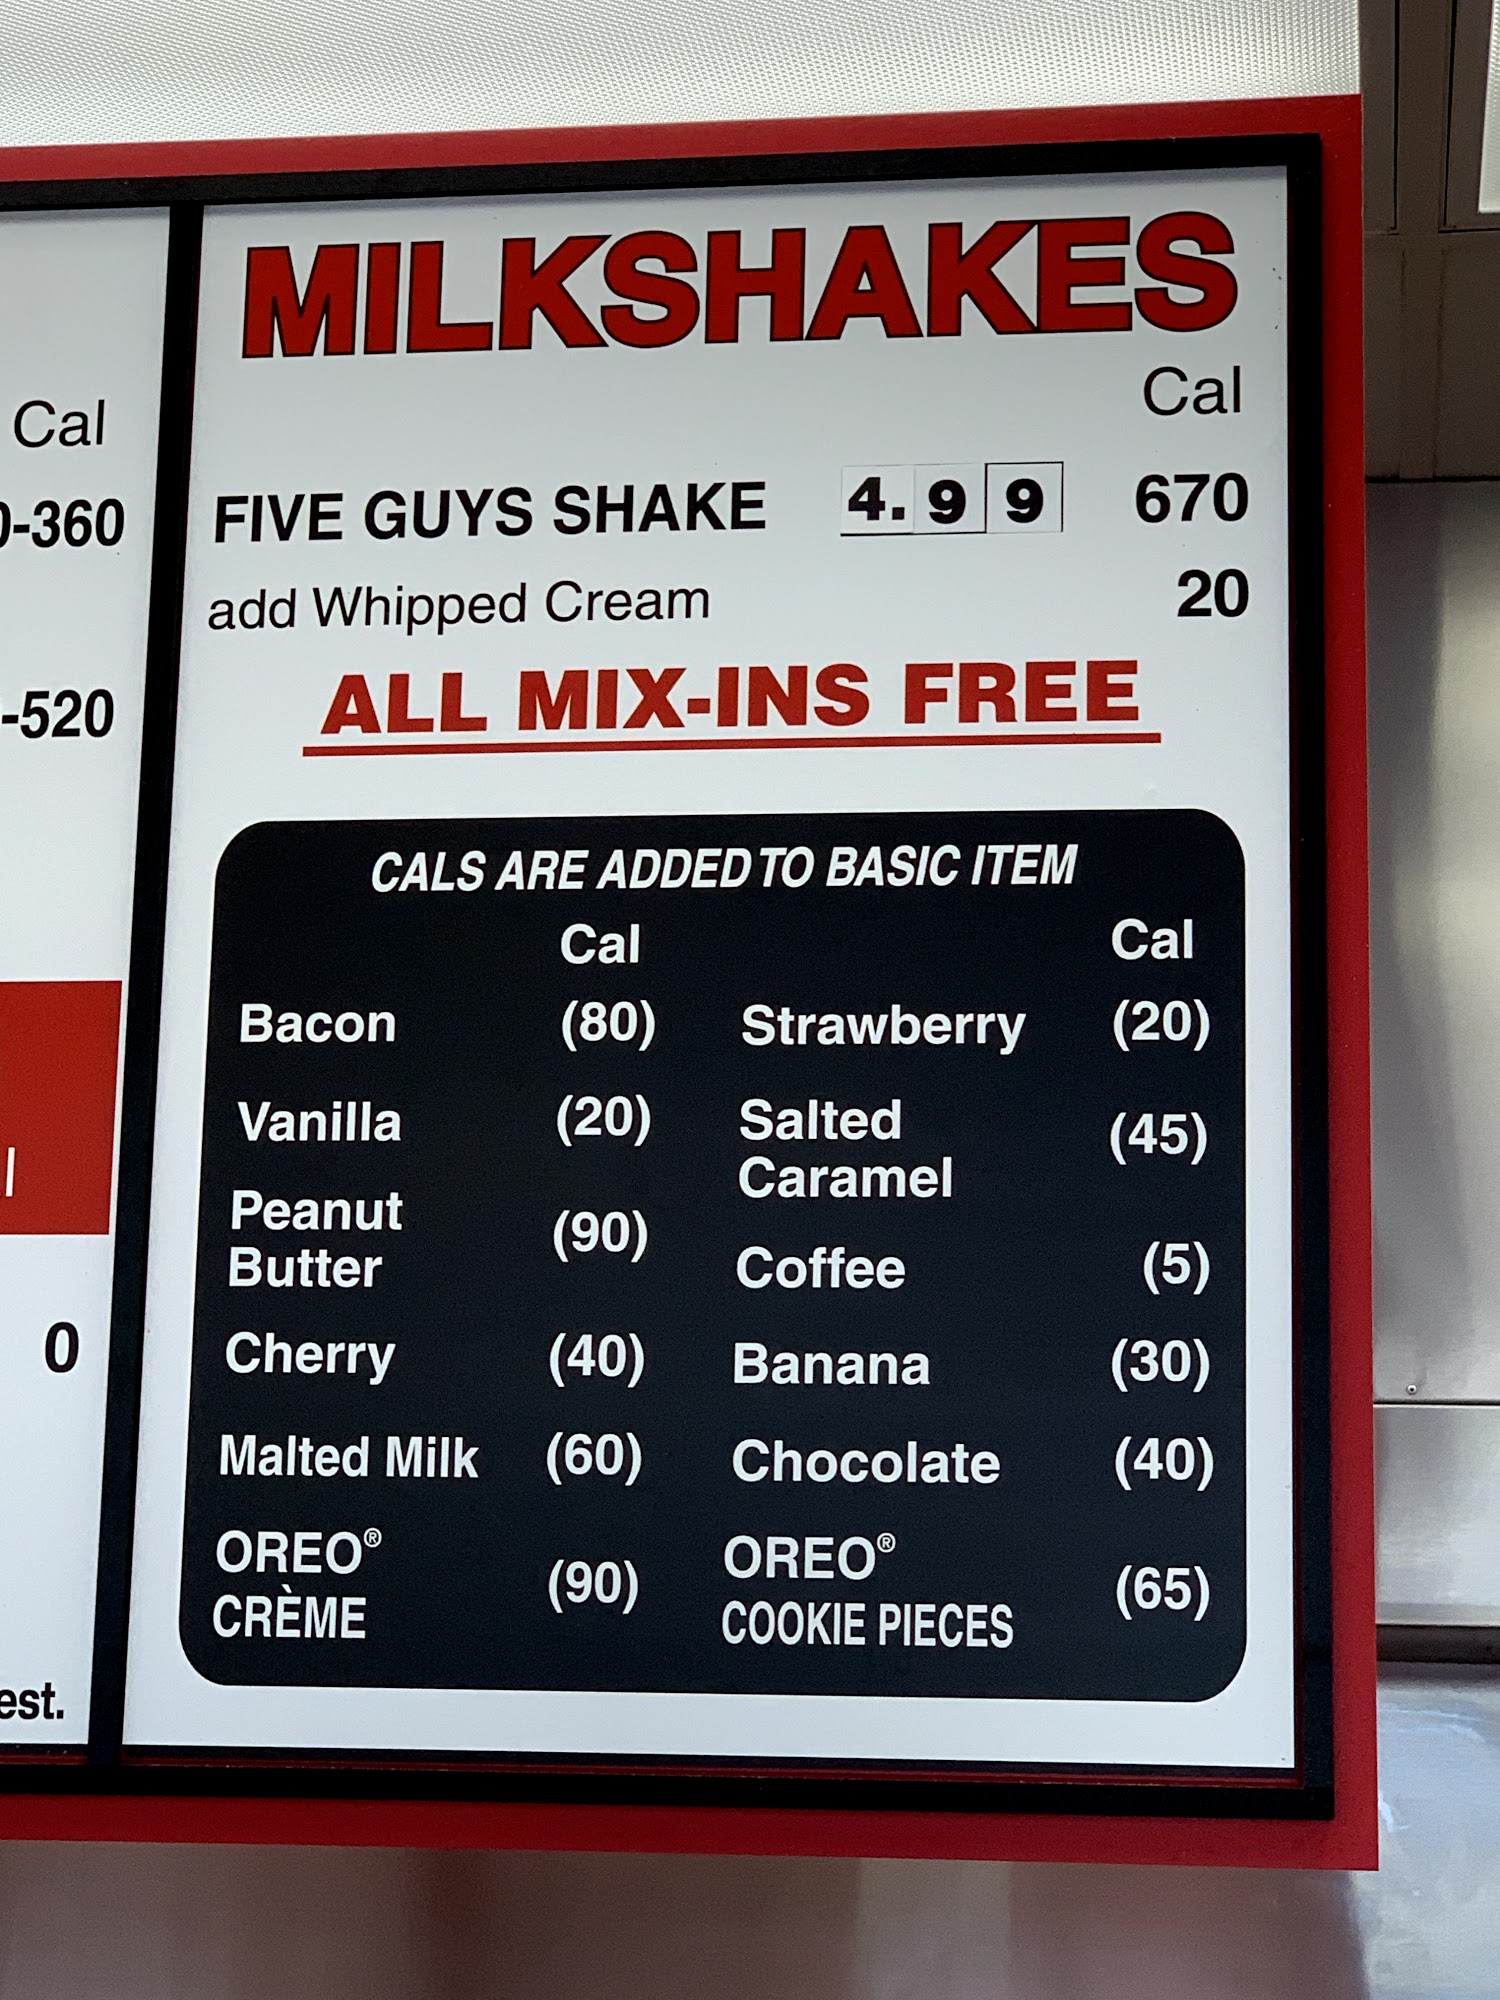 Cal
0-360
-520
0
est.
MILKSHAKES
Cal
FIVE GUYS SHAKE 4.99 670
add Whipped Cream 20
ALL MIX-INS FREE
CALS ARE ADDED TO BASIC ITEM
Cal Cal
Bacon (80) Strawberry (20)
Vanilla (20) Salted
Caramel (45)
Peanut
Butter (90) Coffee (5)
Cherry (40) Banana (30)
Malted Milk (60) Chocolate (40)
OREO®
CRÈME (90) OREO®
COOKIE PIECES (65)